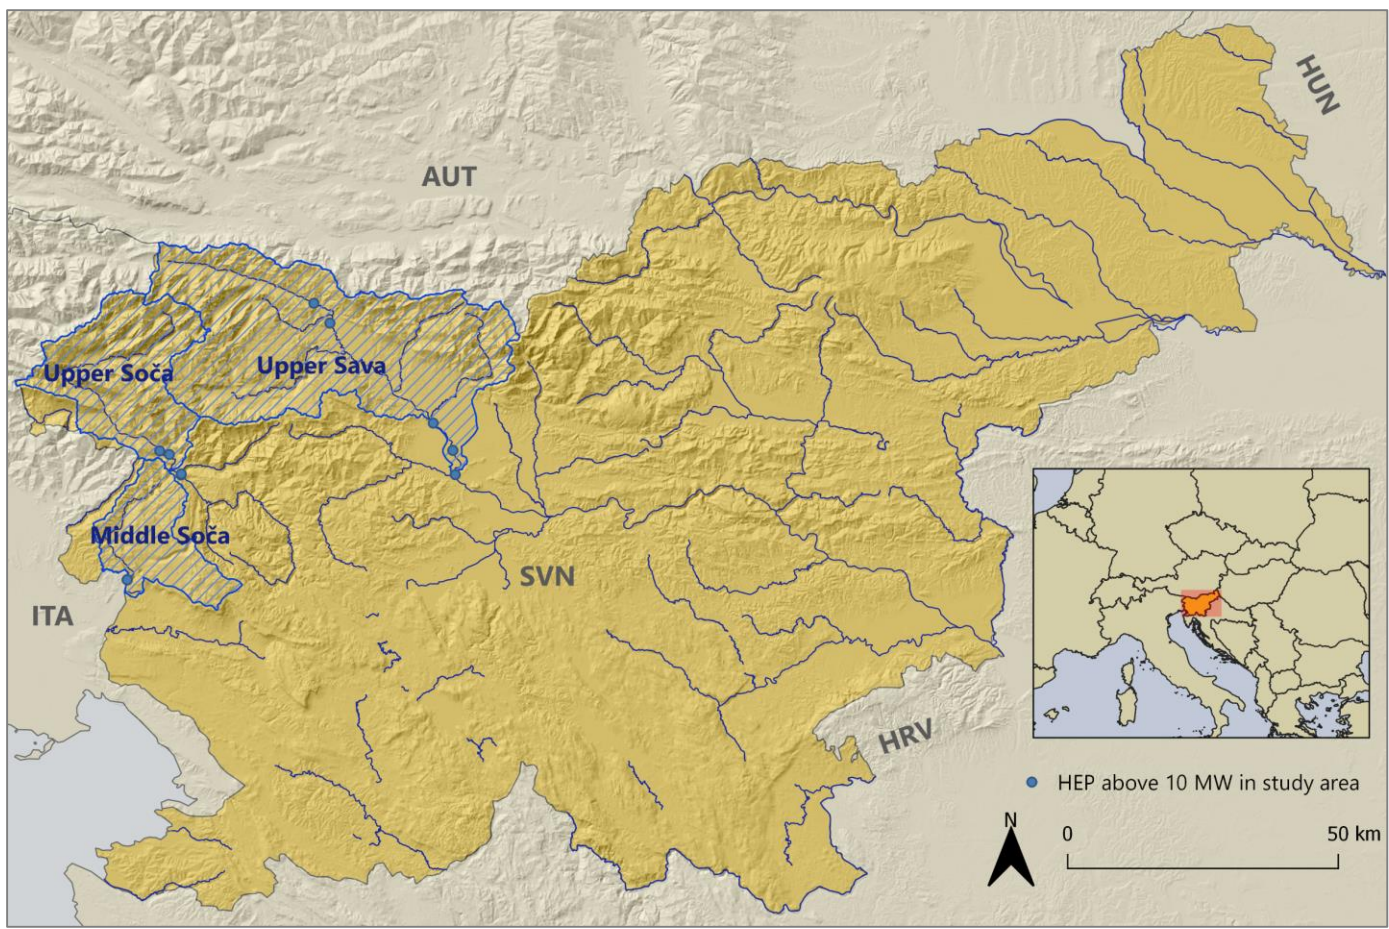 HUN
AUT
Upper Soča
Upper Sava
Middle Soča
SVN
ITA
HRV
HEP above 10 MW in study area
N
0
50 km